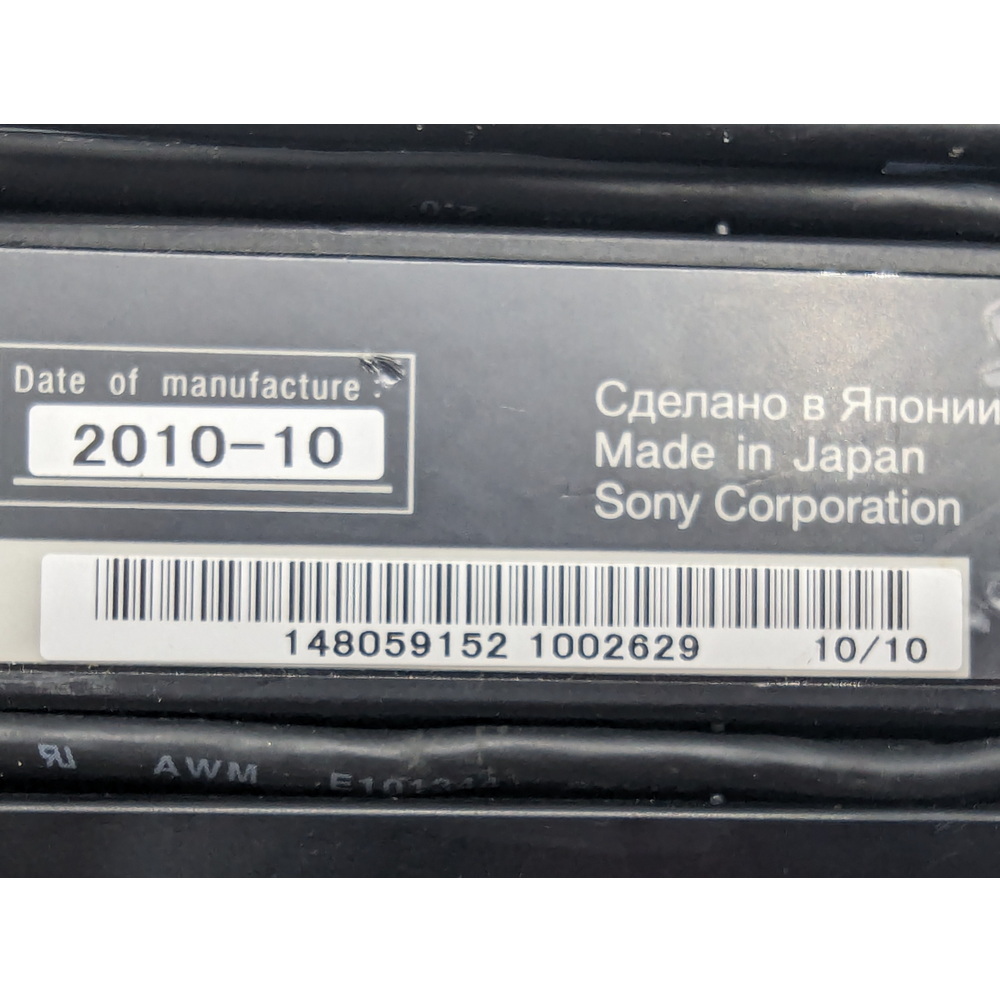 Date of manufacture :
2010-10
Сделано в Японии
Made in Japan
Sony Corporation
148059152 1002629 10/10
AWM